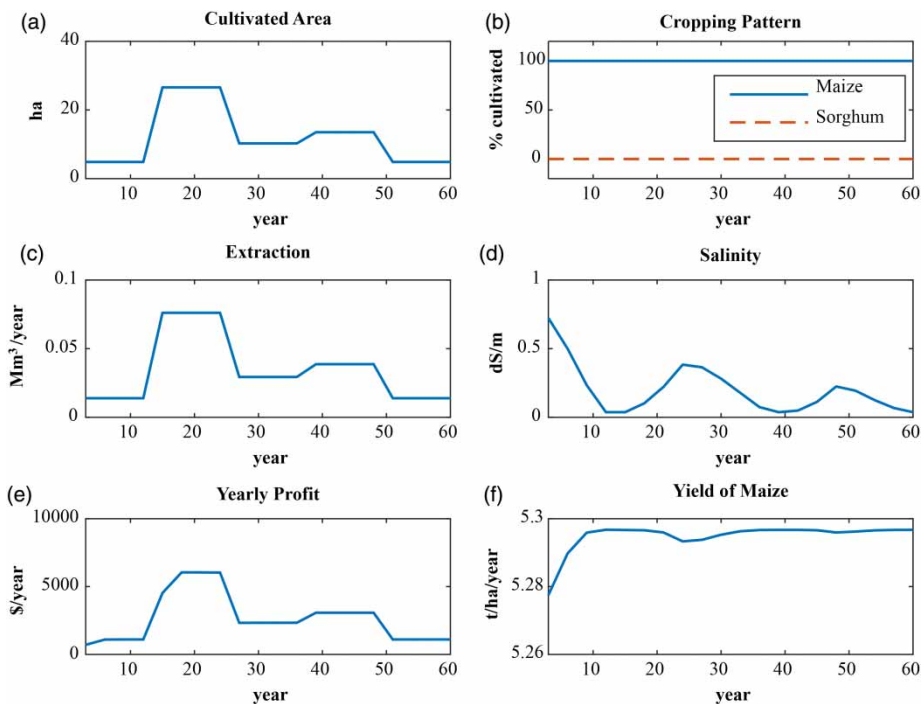 (a) Cultivated Area
40
20
0
ha
10 20 30 40 50 60
year
(b) Cropping Pattern
100
50
0
% cultivated
Maize
Sorghum
10 20 30 40 50 60
year
(c) Extraction
0.1
0.05
0
Mm³/year
10 20 30 40 50 60
year
(d) Salinity
1
0.5
0
dS/m
10 20 30 40 50 60
year
(e) Yearly Profit
10000
5000
0
$/year
10 20 30 40 50 60
year
(f) Yield of Maize
5.3
5.28
5.26
t/ha/year
10 20 30 40 50 60
year